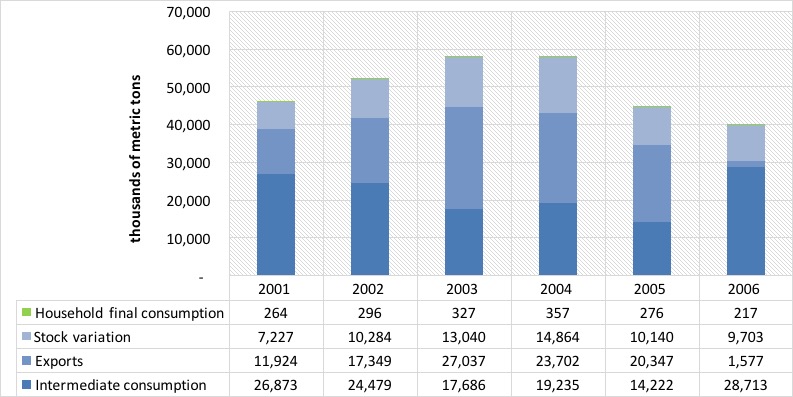 70,000
60,000
50,000
40,000
30,000
20,000
10,000
-
thousands of metric tons
2001 2002 2003 2004 2005 2006
Household final consumption 264 296 327 357 276 217
Stock variation 7,227 10,284 13,040 14,864 10,140 9,703
Exports 11,924 17,349 27,037 23,702 20,347 1,577
Intermediate consumption 26,873 24,479 17,686 19,235 14,222 28,713